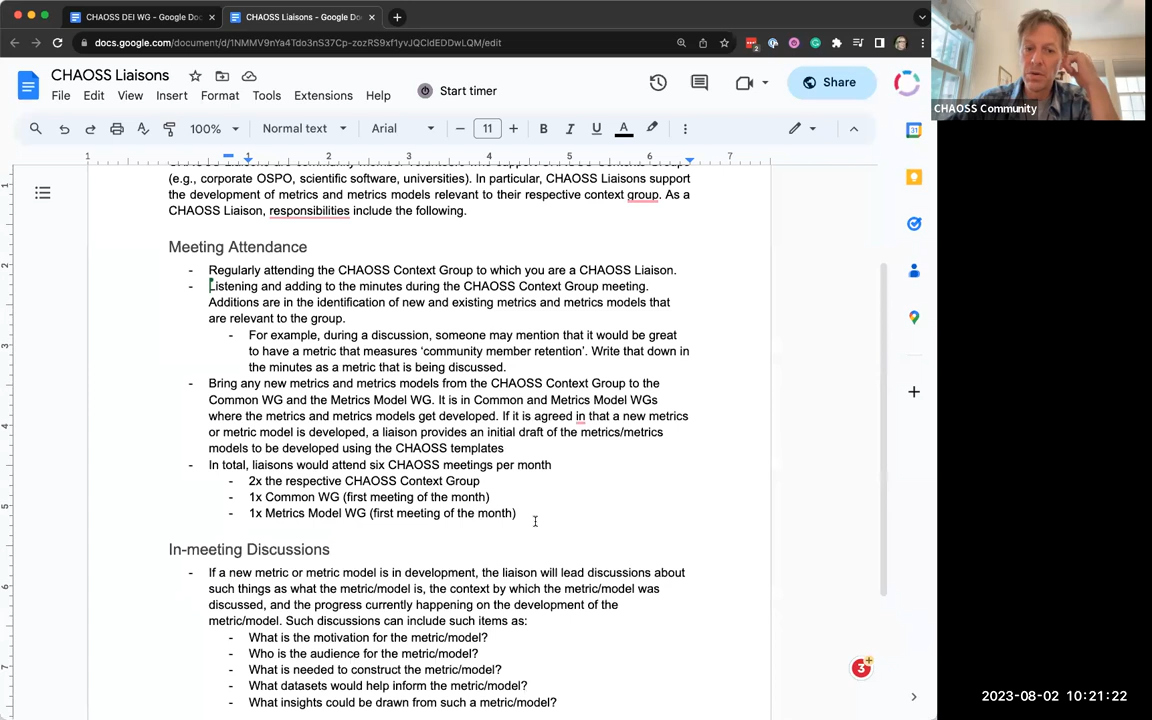 CHAOSS DEI WG - Google Doc
CHAOSS Liaisons - Google Do
docs.google.com/document/d/1NMMV9nYa4Tdo3nS37Cp-zozRS9xf1yvJQCIdEDDwLQM/edit
CHAOSS Liaisons
File Edit View Insert Format Tools Extensions Help
Start timer
Share
CHAOSS Community
100% Normal text Arial 11 B I U A
1 1 2 3 4 5 6 7
(e.g., corporate OSPO, scientific software, universities). In particular, CHAOSS Liaisons support
the development of metrics and metrics models relevant to their respective context group. As a
CHAOSS Liaison, responsibilities include the following.
Meeting Attendance
- Regularly attending the CHAOSS Context Group to which you are a CHAOSS Liaison.
- Listening and adding to the minutes during the CHAOSS Context Group meeting.
Additions are in the identification of new and existing metrics and metrics models that
are relevant to the group.
- For example, during a discussion, someone may mention that it would be great
to have a metric that measures ‘community member retention’. Write that down in
the minutes as a metric that is being discussed.
- Bring any new metrics and metrics models from the CHAOSS Context Group to the
Common WG and the Metrics Model WG. It is in Common and Metrics Model WGs
where the metrics and metrics models get developed. If it is agreed in that a new metrics
or metric model is developed, a liaison provides an initial draft of the metrics/metrics
models to be developed using the CHAOSS templates
- In total, liaisons would attend six CHAOSS meetings per month
- 2x the respective CHAOSS Context Group
- 1x Common WG (first meeting of the month)
- 1x Metrics Model WG (first meeting of the month)
In-meeting Discussions
- If a new metric or metric model is in development, the liaison will lead discussions about
such things as what the metric/model is, the context by which the metric/model was
discussed, and the progress currently happening on the development of the
metric/model. Such discussions can include such items as:
- What is the motivation for the metric/model?
- Who is the audience for the metric/model?
- What is needed to construct the metric/model?
- What datasets would help inform the metric/model?
- What insights could be drawn from such a metric/model?
3
2023-08-02 10:21:22